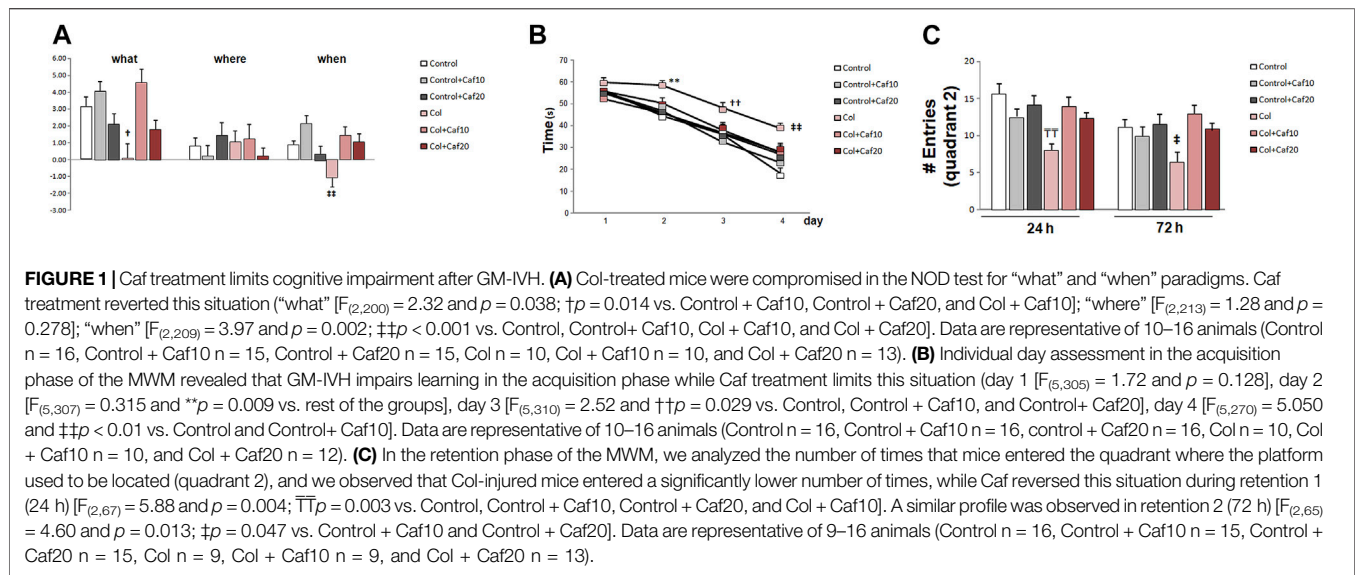 A
what where when
6.00
5.00
4.00
3.00
2.00
1.00
0.00
-1.00
-2.00
-3.00
†
‡‡
Control
Control+Caf10
Control+Caf20
Col
Col+Caf10
Col+Caf20
B
Time (s)
70
60
50
40
30
20
10
0
**
††
‡‡
1 2 3 4 day
Control
Control+Caf10
Control+Caf20
Col
Col+Caf10
Col+Caf20
C
# Entries
(quadrant 2)
20
15
10
5
0
T̅T̅
‡
24 h 72 h
Control
Control+Caf10
Control+Caf20
Col
Col+Caf10
Col+Caf20
FIGURE 1 | Caf treatment limits cognitive impairment after GM-IVH. (A) Col-treated mice were compromised in the NOD test for “what” and “when” paradigms. Caf
treatment reverted this situation (“what” [F(2,200) = 2.32 and p = 0.038; †p = 0.014 vs. Control + Caf10, Control + Caf20, and Col + Caf10]; “where” [F(2,213) = 1.28 and p =
0.278]; “when” [F(2,209) = 3.97 and p = 0.002; ‡‡p < 0.001 vs. Control, Control+ Caf10, Col + Caf10, and Col + Caf20]. Data are representative of 10–16 animals (Control
n = 16, Control + Caf10 n = 15, Control + Caf20 n = 15, Col n = 10, Col + Caf10 n = 10, and Col + Caf20 n = 13). (B) Individual day assessment in the acquisition
phase of the MWM revealed that GM-IVH impairs learning in the acquisition phase while Caf treatment limits this situation (day 1 [F(5,305) = 1.72 and p = 0.128], day 2
[F(5,307) = 0.315 and **p = 0.009 vs. rest of the groups], day 3 [F(5,310) = 2.52 and ††p = 0.029 vs. Control, Control + Caf10, and Control+ Caf20], day 4 [F(5,270) = 5.050
and ‡‡p < 0.01 vs. Control and Control+ Caf10]. Data are representative of 10–16 animals (Control n = 16, Control + Caf10 n = 16, control + Caf20 n = 16, Col n = 10, Col
+ Caf10 n = 10, and Col + Caf20 n = 12). (C) In the retention phase of the MWM, we analyzed the number of times that mice entered the quadrant where the platform
used to be located (quadrant 2), and we observed that Col-injured mice entered a significantly lower number of times, while Caf reversed this situation during retention 1
(24 h) [F(2,67) = 5.88 and p = 0.004; T̅T̅p = 0.003 vs. Control, Control + Caf10, Control + Caf20, and Col + Caf10]. A similar profile was observed in retention 2 (72 h) [F(2,65)
= 4.60 and p = 0.013; ‡p = 0.047 vs. Control + Caf10 and Control + Caf20]. Data are representative of 9–16 animals (Control n = 16, Control + Caf10 n = 15, Control +
Caf20 n = 15, Col n = 9, Col + Caf10 n = 9, and Col + Caf20 n = 13).